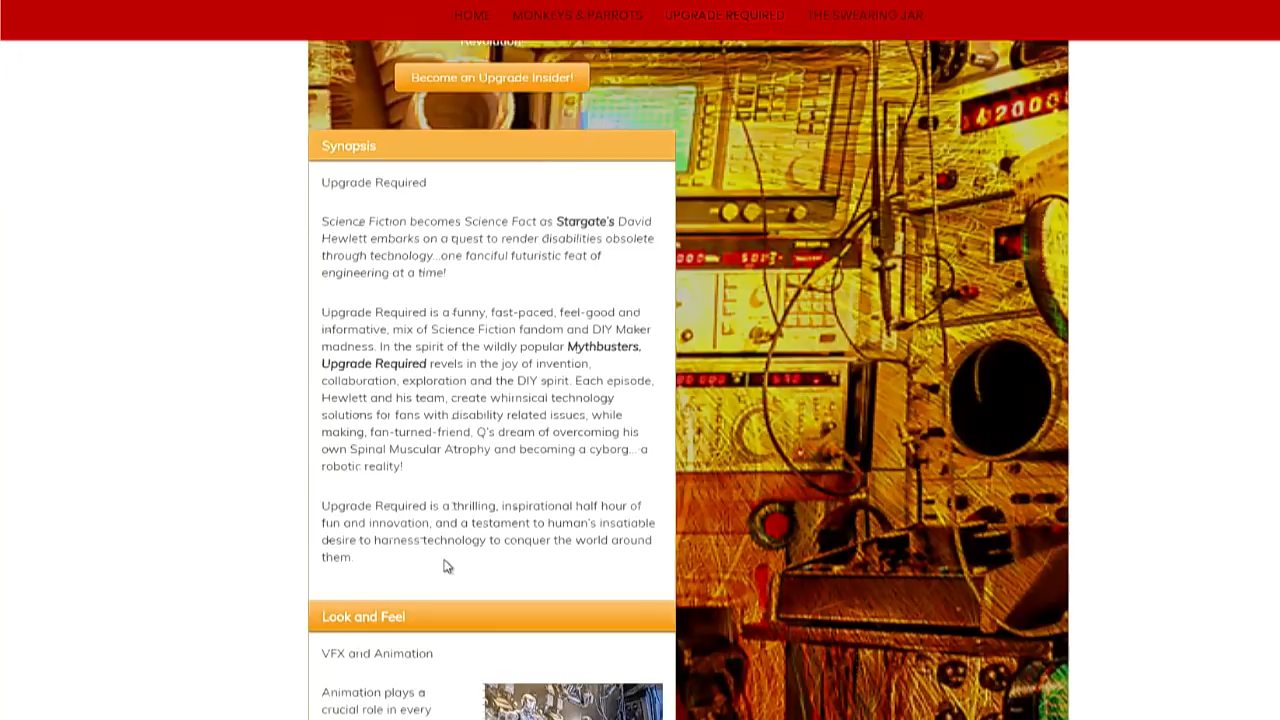 HOME MONKEYS & PARROTS UPGRADE REQUIRED THE SWEARING JAR
Revolution!
Become an Upgrade Insider!
Synopsis
Upgrade Required
Science Fiction becomes Science Fact as Stargate's David
Hewlett embarks on a quest to render disabilities obsolete
through technology...one fanciful futuristic feat of
engineering at a time!
Upgrade Required is a funny, fast-paced, feel-good and
informative, mix of Science Fiction fandom and DIY Maker
madness. In the spirit of the wildly popular Mythbusters,
Upgrade Required revels in the joy of invention,
collaboration, exploration and the DIY spirit. Each episode,
Hewlett and his team, create whimsical technology
solutions for fans with disability related issues, while
making, fan-turned-friend, Q's dream of overcoming his
own Spinal Muscular Atrophy and becoming a cyborg... a
robotic reality!
Upgrade Required is a thrilling, inspirational half hour of
fun and innovation, and a testament to human's insatiable
desire to harness technology to conquer the world around
them.
Look and Feel
VFX and Animation
Animation plays a
crucial role in every
42000